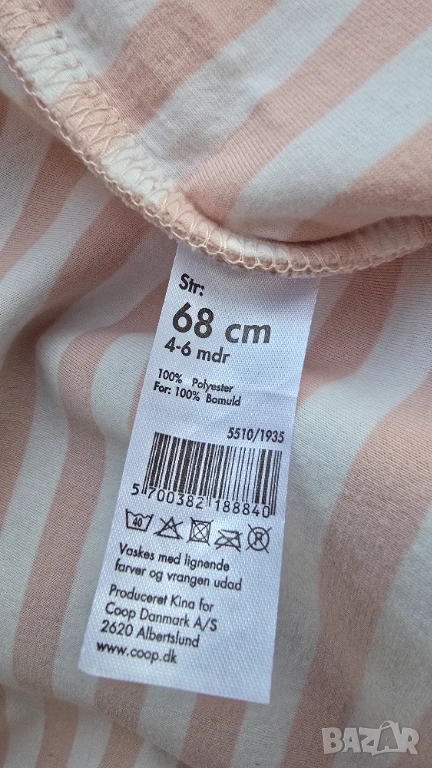 Str:
68 cm
4-6 mdr
100% Polyester
For: 100% Bomuld
5510/1935
5 700382 188840
40
Vaskes med lignende
farver og vrangen udad
Produceret Kina for
Coop Danmark A/S
2620 Albertslund
www.coop.dk
BAZAR